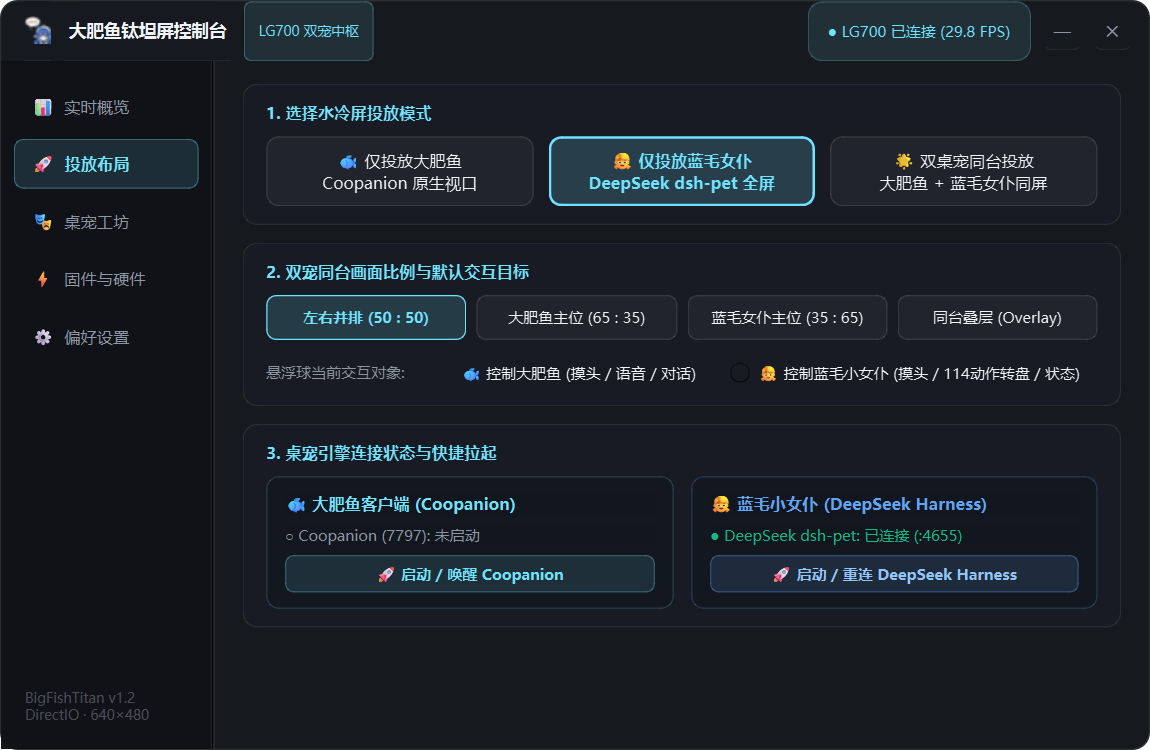 大肥鱼钛坦屏控制台
LG700 双宠中枢
● LG700 已连接 (29.8 FPS)
实时概览
投放布局
桌宠工坊
固件与硬件
偏好设置
1. 选择水冷屏投放模式
仅投放大肥鱼
Coopanion 原生视口
仅投放蓝毛女仆
DeepSeek dsh-pet 全屏
双桌宠同台投放
大肥鱼 + 蓝毛女仆同屏
2. 双宠同台画面比例与默认交互目标
左右并排 (50 : 50)
大肥鱼主位 (65 : 35)
蓝毛女仆主位 (35 : 65)
同台叠层 (Overlay)
悬浮球当前交互对象:
控制大肥鱼 (摸头 / 语音 / 对话)
控制蓝毛小女仆 (摸头 / 114动作转盘 / 状态)
3. 桌宠引擎连接状态与快捷拉起
大肥鱼客户端 (Coopanion)
○ Coopanion (7797): 未启动
启动 / 唤醒 Coopanion
蓝毛小女仆 (DeepSeek Harness)
● DeepSeek dsh-pet: 已连接 (:4655)
启动 / 重连 DeepSeek Harness
BigFishTitan v1.2
DirectIO · 640×480